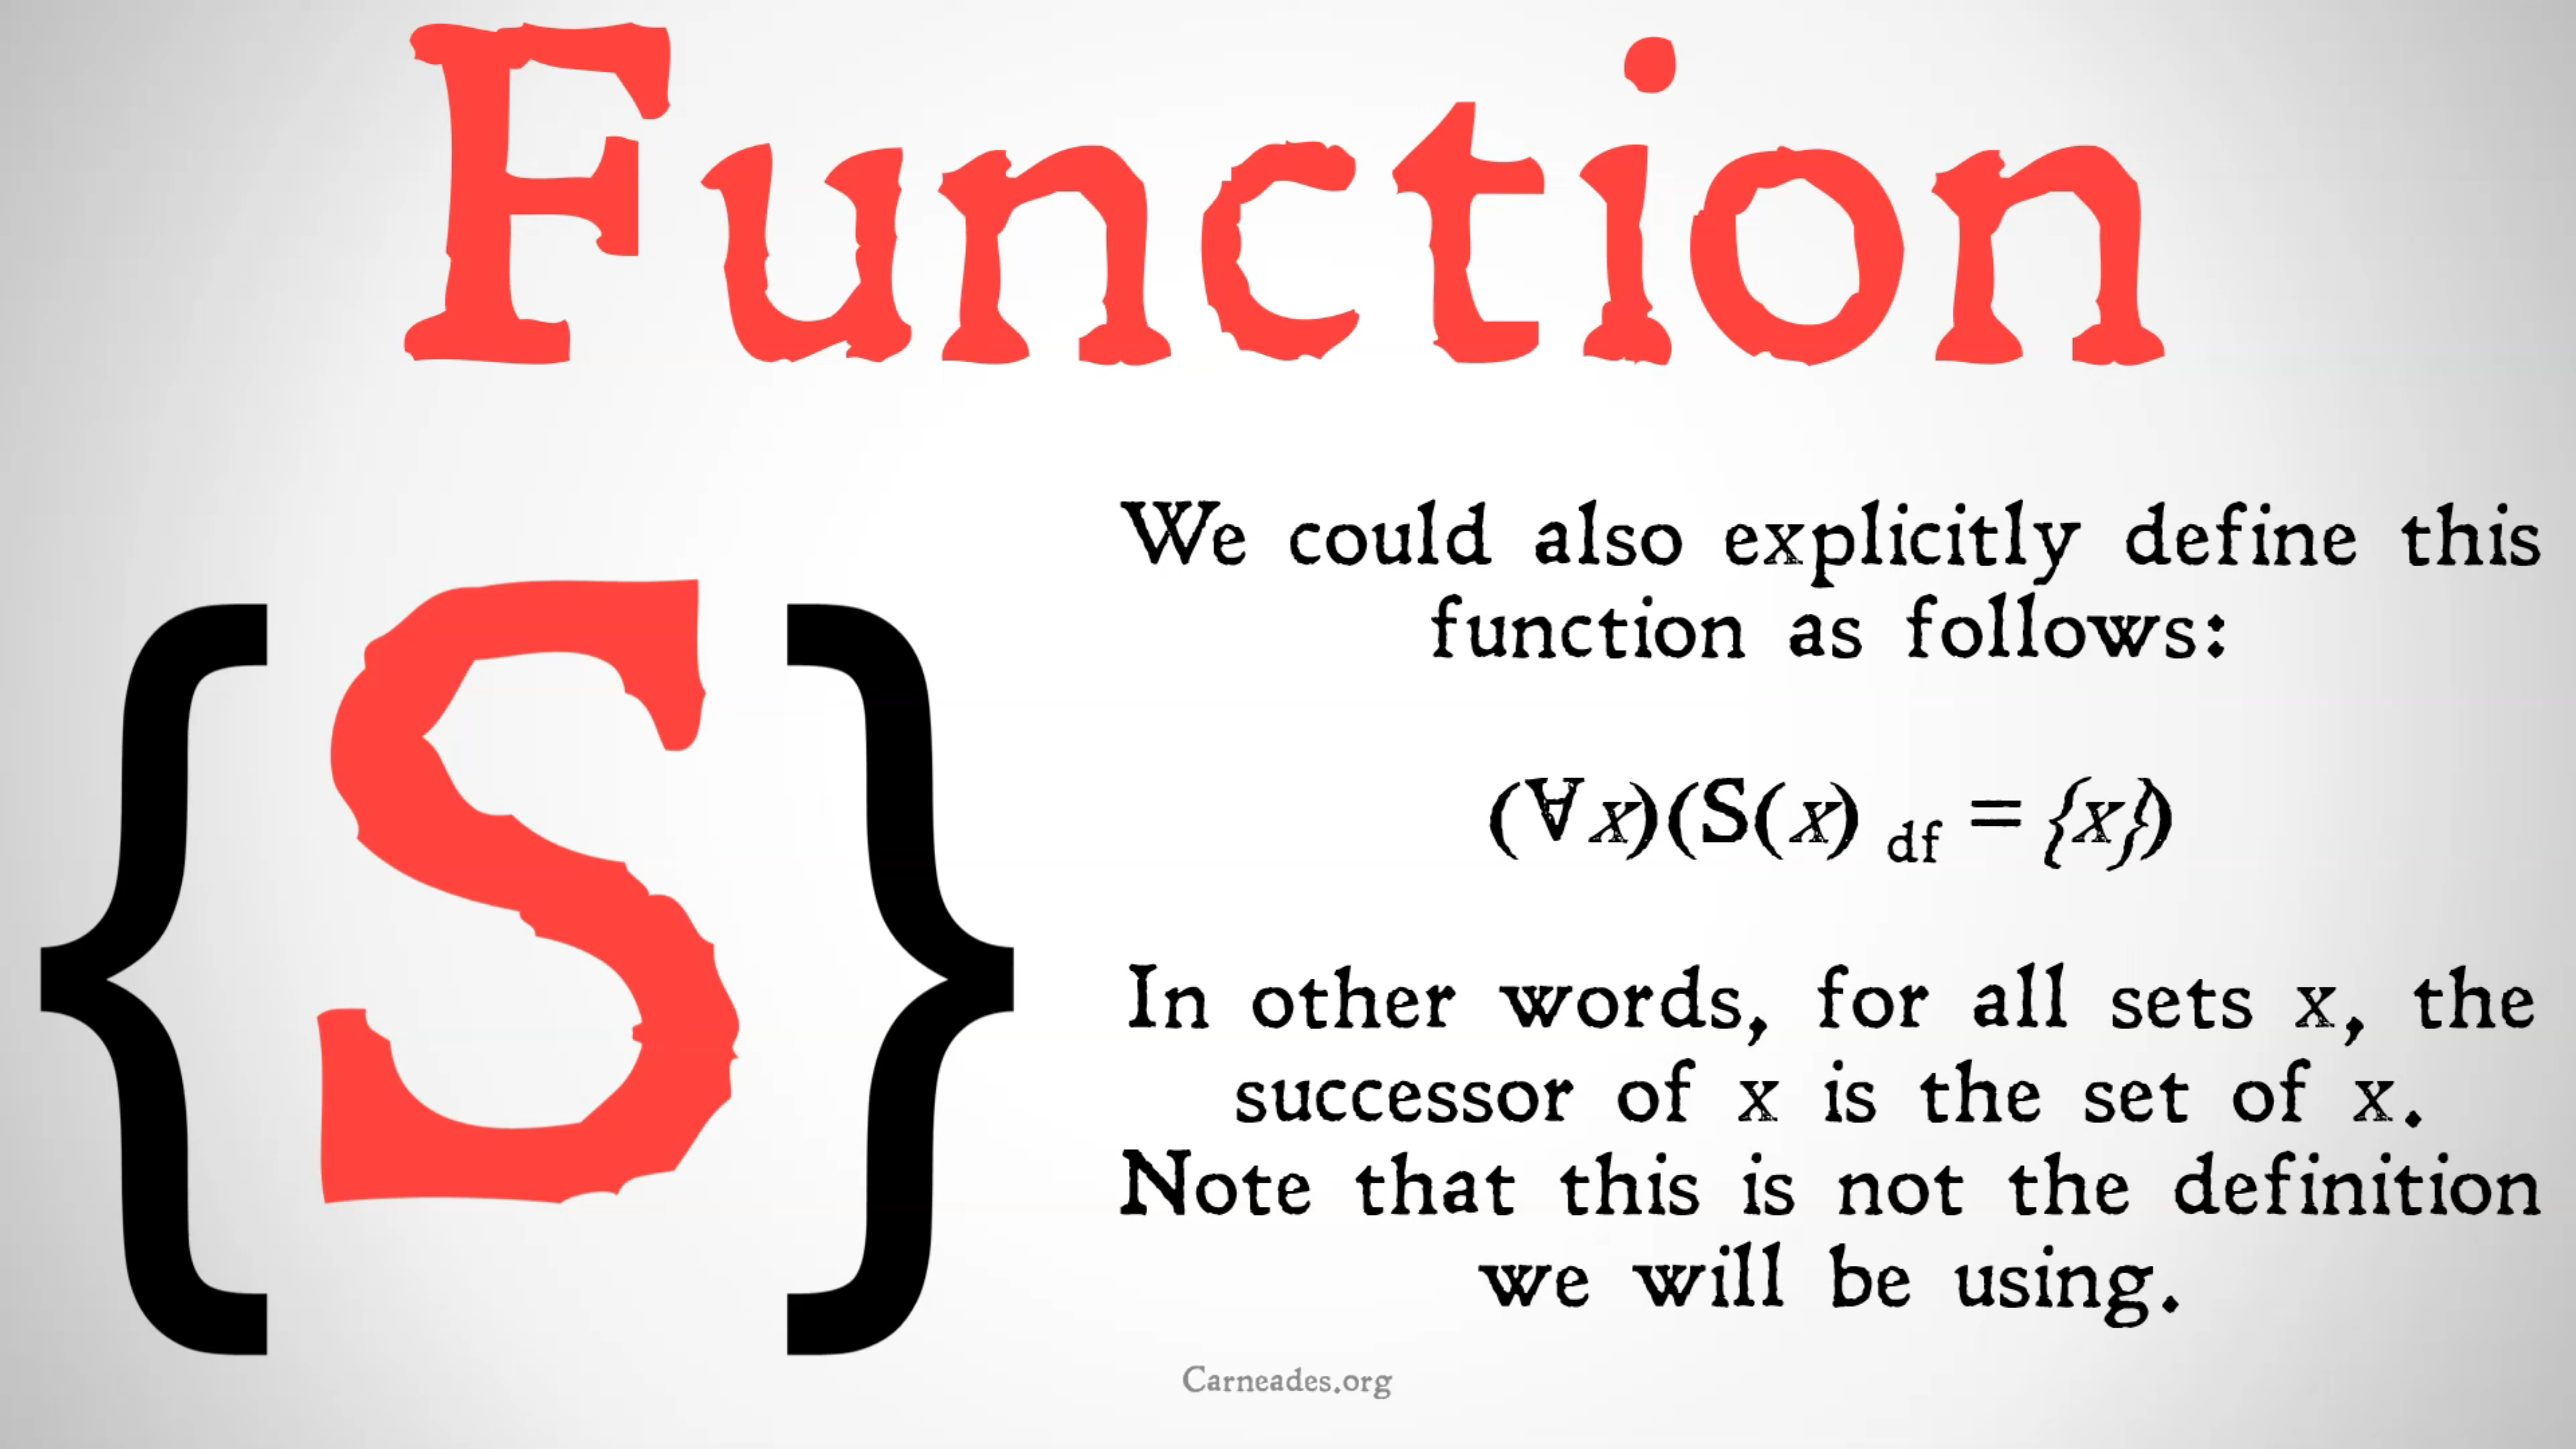 Function
{S}
We could also explicitly define this
function as follows:
(∀x)(S(x) df = {x})
In other words, for all sets x, the
successor of x is the set of x.
Note that this is not the definition
we will be using.
Carneades.org